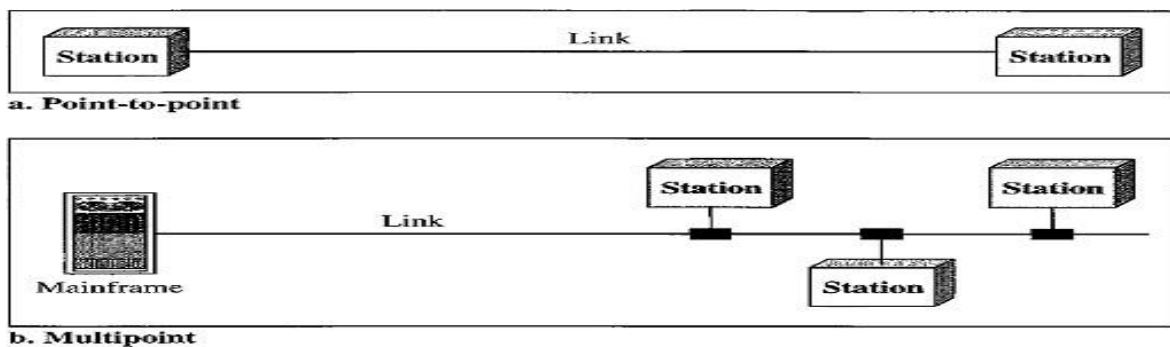 Link
Station
Station
a. Point-to-point
Station
Station
Link
Station
Mainframe
b. Multipoint